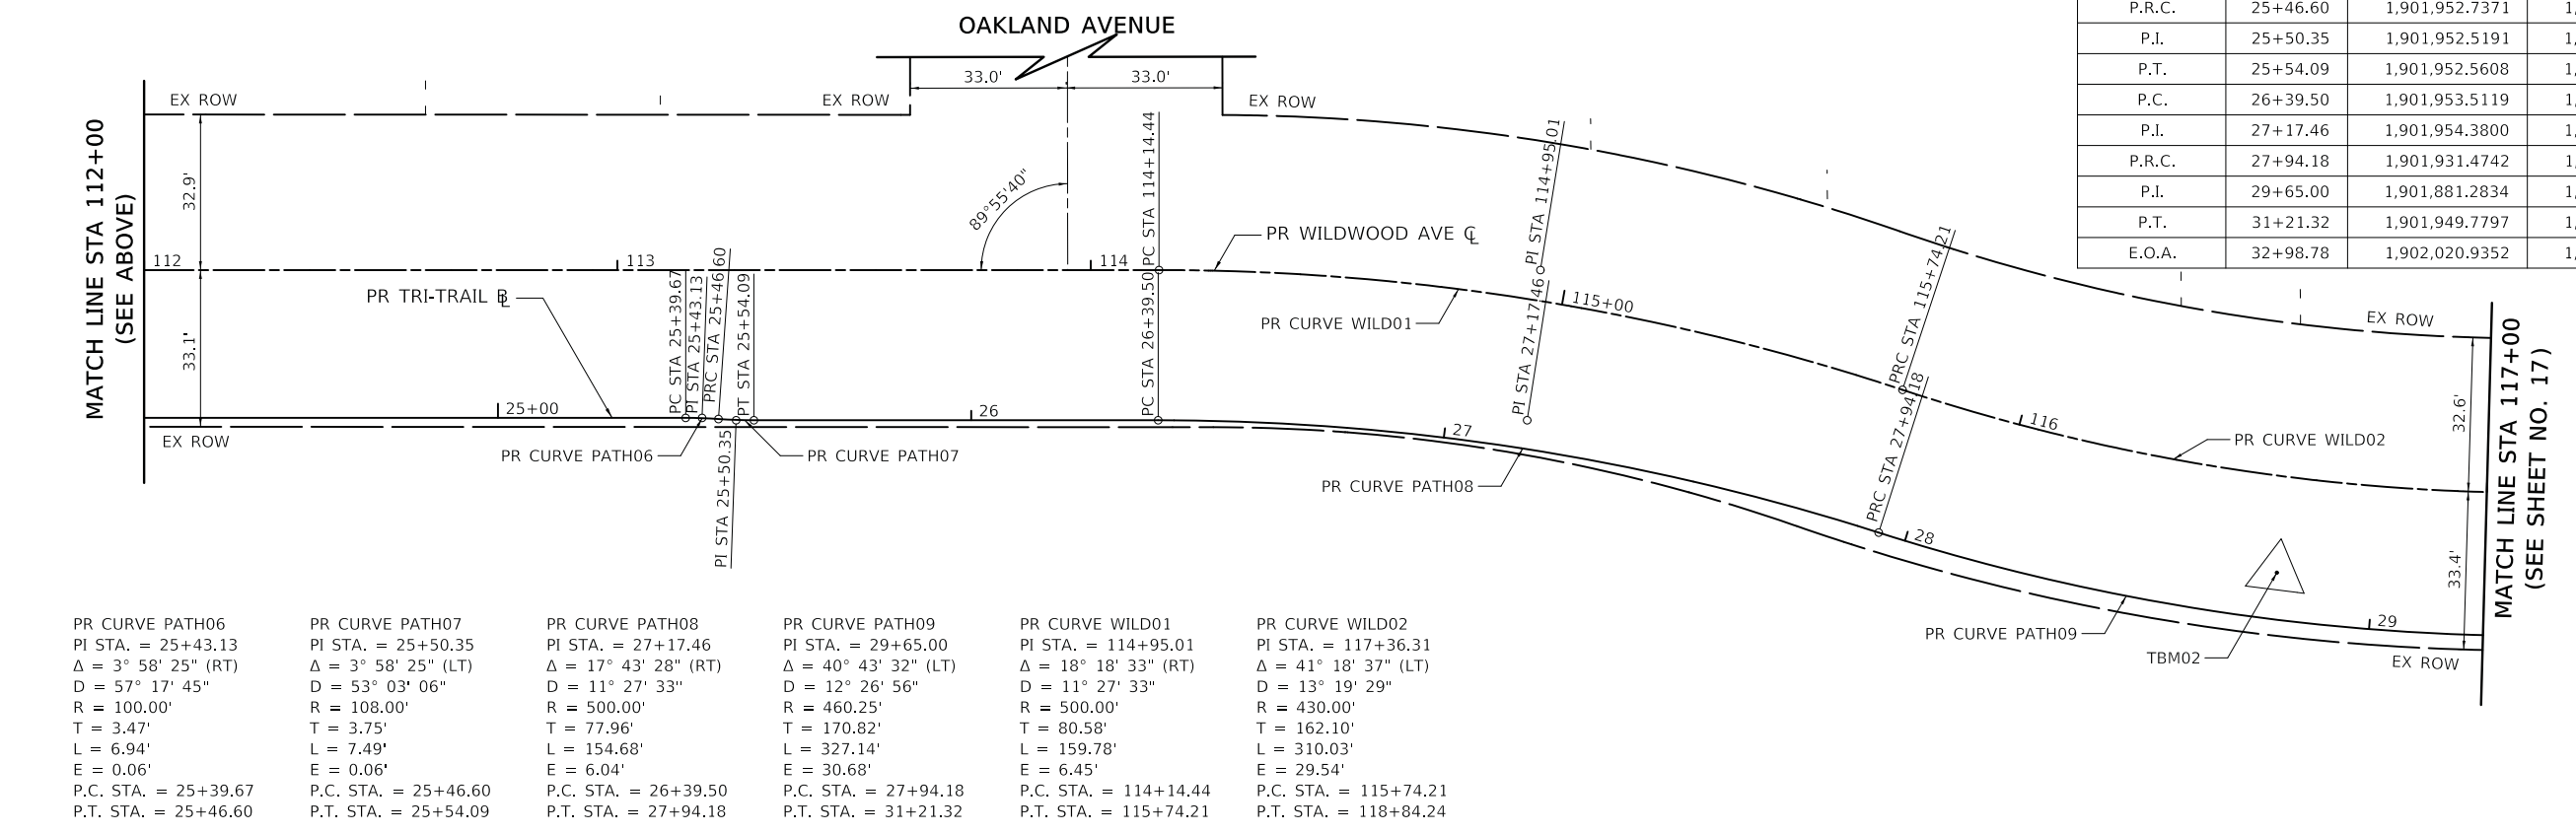 OAKLAND AVENUE
33.0' 33.0'
EX ROW
EX ROW
EX ROW
MATCH LINE STA 112+00
(SEE ABOVE)
32.9'
33.1'
89°55'40"
112
113
114
PC STA 114+14.44
PI STA 114+95.01
PR WILDWOOD AVE ℄
PR TRI-TRAIL BL
PC STA 25+39.67
PI STA 25+43.13
PRC STA 25+46.60
PT STA 25+54.09
PI STA 25+50.35
PC STA 26+39.50
PI STA 27+17.46
115+00
PR CURVE WILD01
PRC STA 115+74.21
PRC STA 27+94.18
EX ROW
25+00
26
27
116
PR CURVE WILD02
EX ROW
PR CURVE PATH06
PR CURVE PATH07
PR CURVE PATH08
28
29
32.6'
33.4'
MATCH LINE STA 117+00
(SEE SHEET NO. 17)
PR CURVE PATH09
TBM02
EX ROW
P.R.C. 25+46.60 1,901,952.7371 1,
P.I. 25+50.35 1,901,952.5191 1,
P.T. 25+54.09 1,901,952.5608 1,
P.C. 26+39.50 1,901,953.5119 1,
P.I. 27+17.46 1,901,954.3800 1,
P.R.C. 27+94.18 1,901,931.4742 1,
P.I. 29+65.00 1,901,881.2834 1,
P.T. 31+21.32 1,901,949.7797 1,
E.O.A. 32+98.78 1,902,020.9352 1,
PR CURVE PATH06
PI STA. = 25+43.13
Δ = 3° 58' 25" (RT)
D = 57° 17' 45"
R = 100.00'
T = 3.47'
L = 6.94'
E = 0.06'
P.C. STA. = 25+39.67
P.T. STA. = 25+46.60
PR CURVE PATH07
PI STA. = 25+50.35
Δ = 3° 58' 25" (LT)
D = 53° 03' 06"
R = 108.00'
T = 3.75'
L = 7.49'
E = 0.06'
P.C. STA. = 25+46.60
P.T. STA. = 25+54.09
PR CURVE PATH08
PI STA. = 27+17.46
Δ = 17° 43' 28" (RT)
D = 11° 27' 33"
R = 500.00'
T = 77.96'
L = 154.68'
E = 6.04'
P.C. STA. = 26+39.50
P.T. STA. = 27+94.18
PR CURVE PATH09
PI STA. = 29+65.00
Δ = 40° 43' 32" (LT)
D = 12° 26' 56"
R = 460.25'
T = 170.82'
L = 327.14'
E = 30.68'
P.C. STA. = 27+94.18
P.T. STA. = 31+21.32
PR CURVE WILD01
PI STA. = 114+95.01
Δ = 18° 18' 33" (RT)
D = 11° 27' 33"
R = 500.00'
T = 80.58'
L = 159.78'
E = 6.45'
P.C. STA. = 114+14.44
P.T. STA. = 115+74.21
PR CURVE WILD02
PI STA. = 117+36.31
Δ = 41° 18' 37" (LT)
D = 13° 19' 29"
R = 430.00'
T = 162.10'
L = 310.03'
E = 29.54'
P.C. STA. = 115+74.21
P.T. STA. = 118+84.24